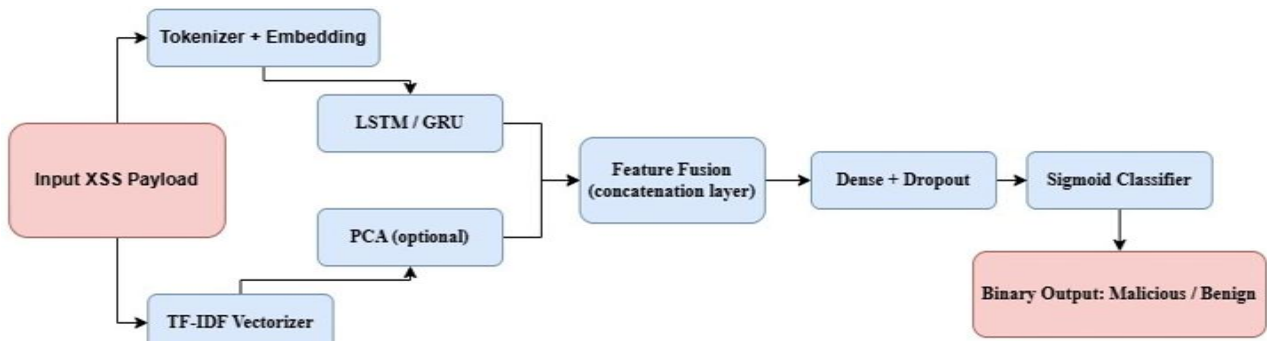 Tokenizer + Embedding
LSTM / GRU
Input XSS Payload
Feature Fusion
(concatenation layer)
Dense + Dropout
Sigmoid Classifier
PCA (optional)
TF-IDF Vectorizer
Binary Output: Malicious / Benign